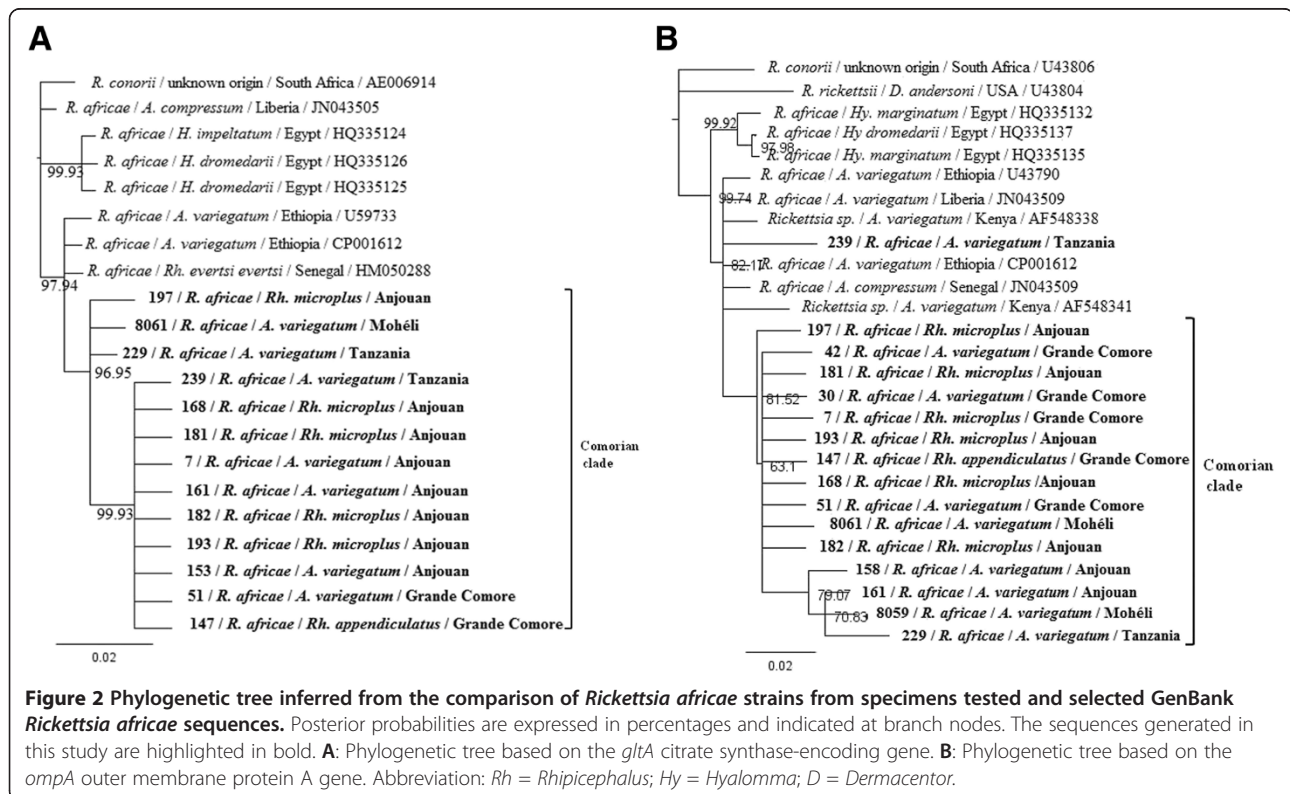 A
R. conorii / unknown origin / South Africa / AE006914
R. africae / A. compressum / Liberia / JN043505
R. africae / H. impeltatum / Egypt / HQ335124
R. africae / H. dromedarii / Egypt / HQ335126
99.93
R. africae / H. dromedarii / Egypt / HQ335125
R. africae / A. variegatum / Ethiopia / U59733
R. africae / A. variegatum / Ethiopia / CP001612
R. africae / Rh. evertsi evertsi / Senegal / HM050288
97.94
197 / R. africae / Rh. microplus / Anjouan
8061 / R. africae / A. variegatum / Mohéli
229 / R. africae / A. variegatum / Tanzania
96.95
239 / R. africae / A. variegatum / Tanzania
168 / R. africae / Rh. microplus / Anjouan
181 / R. africae / Rh. microplus / Anjouan
7 / R. africae / A. variegatum / Anjouan
161 / R. africae / A. variegatum / Anjouan
99.93
182 / R. africae / Rh. microplus / Anjouan
193 / R. africae / Rh. microplus / Anjouan
153 / R. africae / A. variegatum / Anjouan
51 / R. africae / A. variegatum / Grande Comore
147 / R. africae / Rh. appendiculatus / Grande Comore
Comorian
clade
0.02
B
R. conorii / unknown origin / South Africa / U43806
R. rickettsii / D. andersoni / USA / U43804
R. africae / Hy. marginatum / Egypt / HQ335132
99.92
R. africae / Hy dromedarii / Egypt / HQ335137
97.98
R. africae / Hy. marginatum / Egypt / HQ335135
R. africae / A. variegatum / Ethiopia / U43790
99.74
R. africae / A. variegatum / Liberia / JN043509
Rickettsia sp. / A. variegatum / Kenya / AF548338
239 / R. africae / A. variegatum / Tanzania
82.17
R. africae / A. variegatum / Ethiopia / CP001612
R. africae / A. compressum / Senegal / JN043509
Rickettsia sp. / A. variegatum / Kenya / AF548341
197 / R. africae / Rh. microplus / Anjouan
42 / R. africae / A. variegatum / Grande Comore
181 / R. africae / Rh. microplus / Anjouan
81.52
30 / R. africae / A. variegatum / Grande Comore
7 / R. africae / Rh. microplus / Grande Comore
193 / R. africae / Rh. microplus / Anjouan
63.1
147 / R. africae / Rh. appendiculatus / Grande Comore
168 / R. africae / Rh. microplus /Anjouan
51 / R. africae / A. variegatum / Grande Comore
8061 / R. africae / A. variegatum / Mohéli
182 / R. africae / Rh. microplus / Anjouan
158 / R. africae / A. variegatum / Anjouan
79.07
161 / R. africae / A. variegatum / Anjouan
70.83
8059 / R. africae / A. variegatum / Mohéli
229 / R. africae / A. variegatum / Tanzania
Comorian
clade
0.02
Figure 2 Phylogenetic tree inferred from the comparison of Rickettsia africae strains from specimens tested and selected GenBank
Rickettsia africae sequences. Posterior probabilities are expressed in percentages and indicated at branch nodes. The sequences generated in
this study are highlighted in bold. A: Phylogenetic tree based on the gltA citrate synthase-encoding gene. B: Phylogenetic tree based on the
ompA outer membrane protein A gene. Abbreviation: Rh = Rhipicephalus; Hy = Hyalomma; D = Dermacentor.